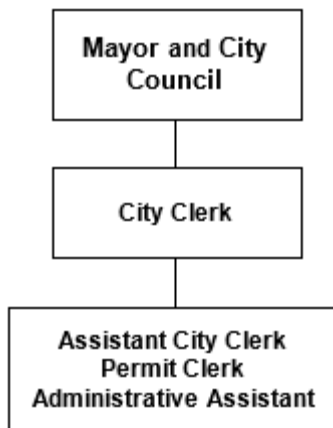 Mayor and City
Council
City Clerk
Assistant City Clerk
Permit Clerk
Administrative Assistant